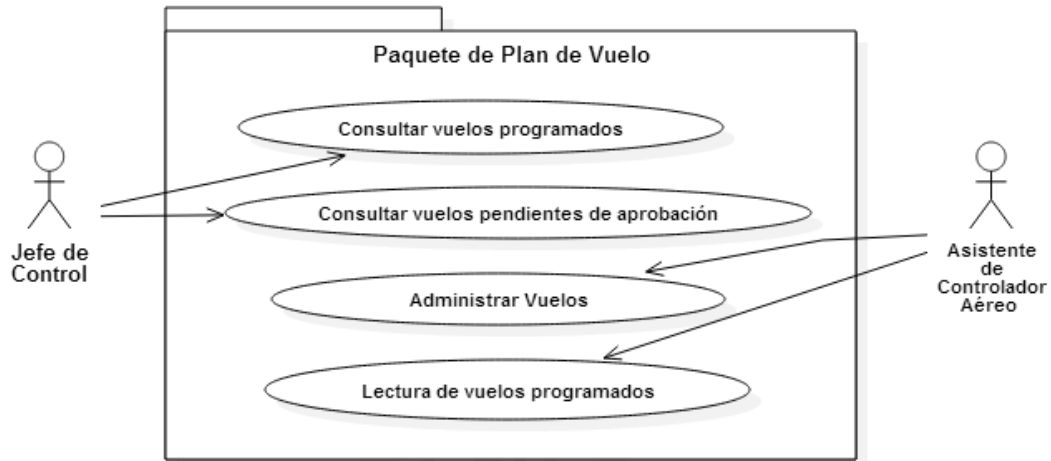 Paquete de Plan de Vuelo
Consultar vuelos programados
Consultar vuelos pendientes de aprobación
Administrar Vuelos
Lectura de vuelos programados
Jefe de
Control
Asistente
de
Controlador
Aéreo